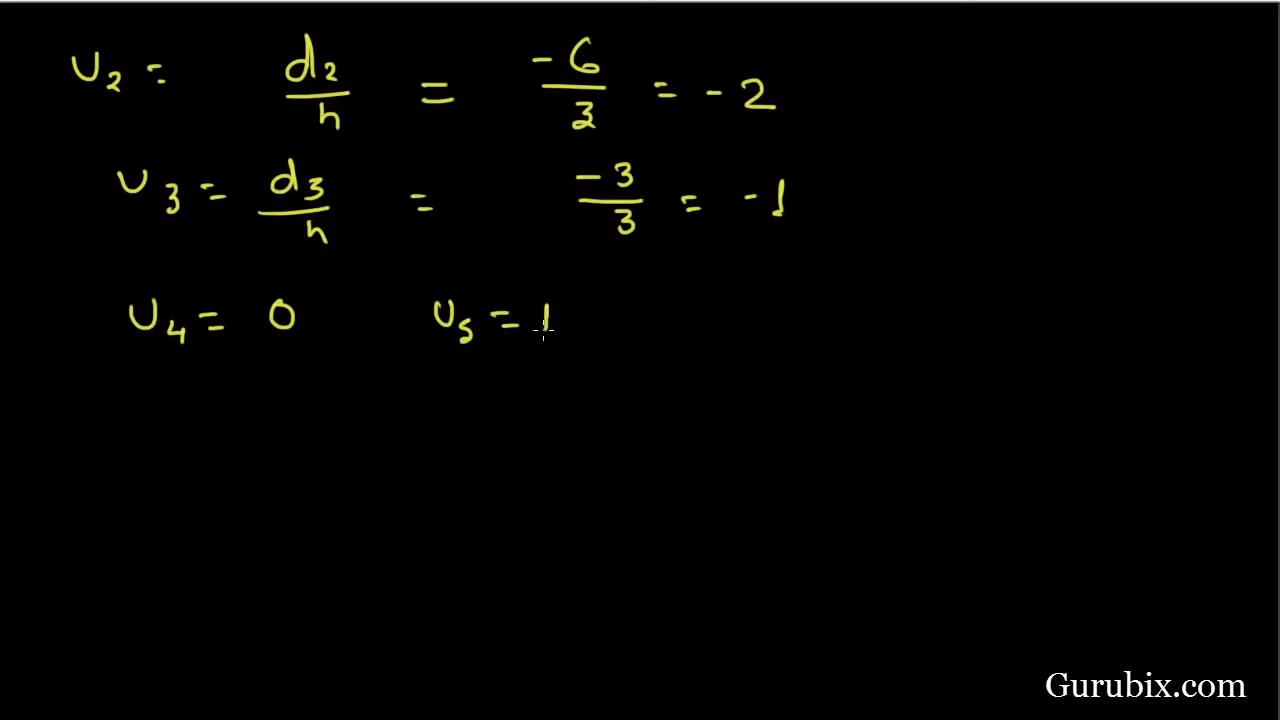 U₂ = d₂/h = -6/3 = -2
U₃ = d₃/h = -3/3 = -1
U₄ = 0 U₅ = 1
Gurubix.com